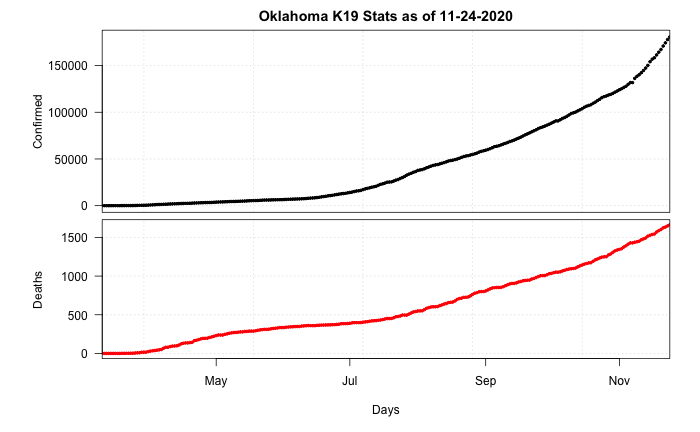 Oklahoma K19 Stats as of 11-24-2020
Confirmed
150000
100000
50000
0
Deaths
1500
1000
500
0
May Jul Sep Nov
Days